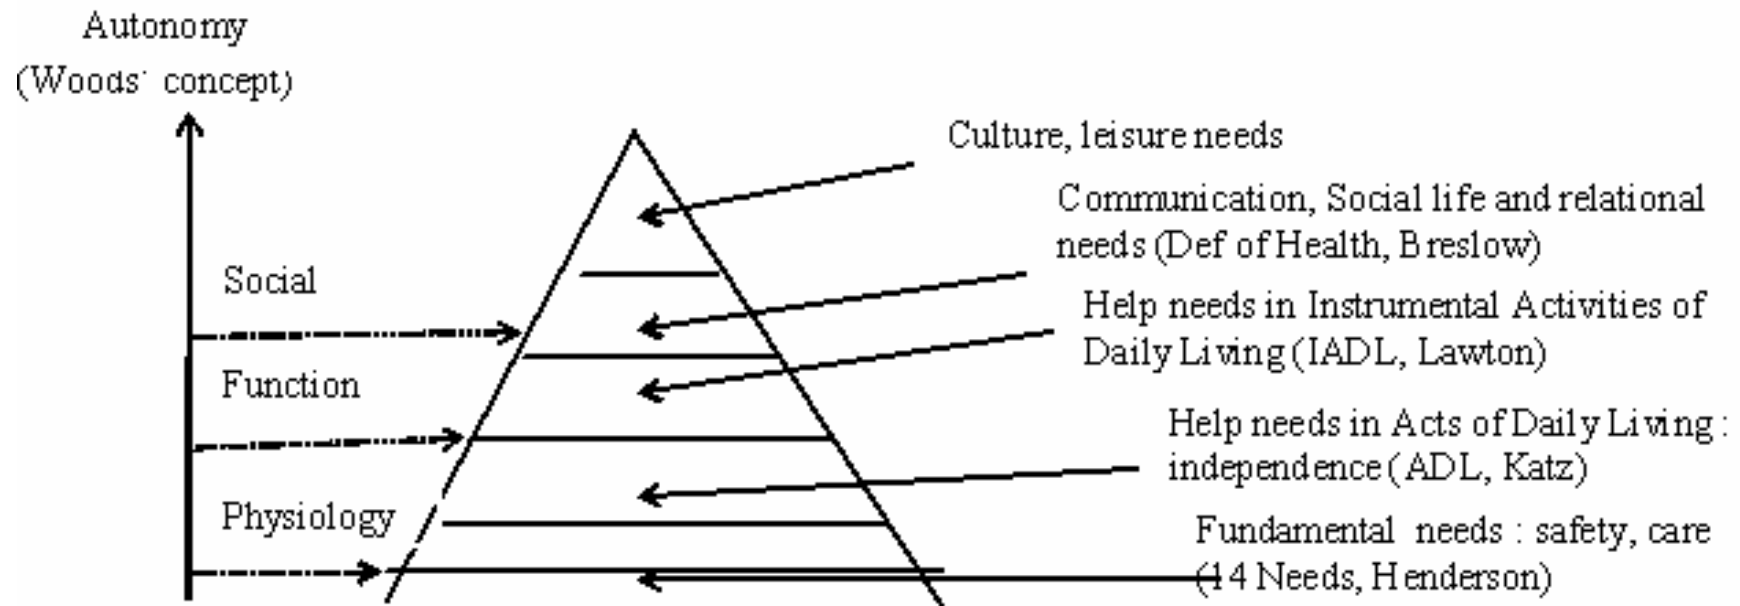 Autonomy
(Woods' concept)
Culture, leisure needs
Communication, Social life and relational
needs (Def of Health, Breslow)
Social
Help needs in Instrumental Activities of
Daily Living (IADL, Lawton)
Function
Help needs in Acts of Daily Living :
independence ( ADL, Katz)
Physiology
Fundamental needs : safety, care
(14 Needs, Henderson)